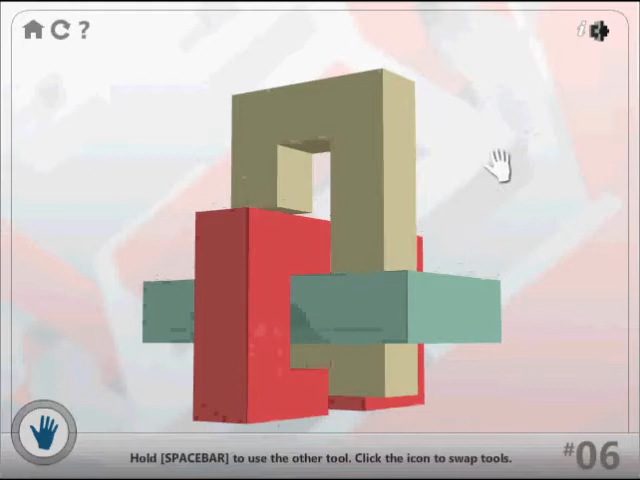 ?
i
Hold [SPACEBAR] to use the other tool. Click the icon to swap tools.
#06